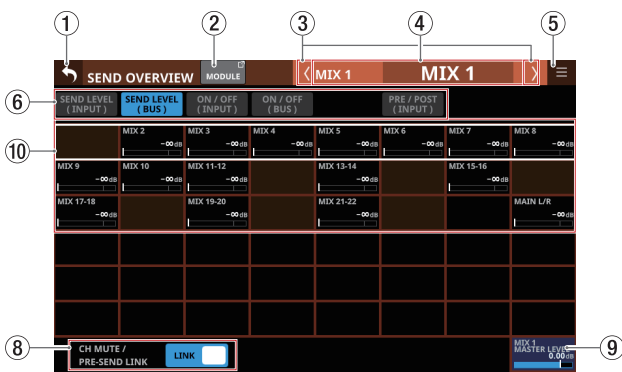 1 2 3 4 5
SEND OVERVIEW MODULE MIX 1 MIX 1
6
SEND LEVEL (INPUT) SEND LEVEL (BUS) ON / OFF (INPUT) ON / OFF (BUS) PRE / POST (INPUT)
10
MIX 2 MIX 3 MIX 4 MIX 5 MIX 6 MIX 7 MIX 8
-∞dB -∞dB -∞dB -∞dB -∞dB -∞dB -∞dB
MIX 9 MIX 10 MIX 11-12 MIX 13-14 MIX 15-16
-∞dB -∞dB -∞dB -∞dB -∞dB
MIX 17-18 MIX 19-20 MIX 21-22 MAIN L/R
-∞dB -∞dB -∞dB -∞dB
8
CH MUTE /
PRE-SEND LINK
LINK
MIX 1
MASTER LEVEL
0.00dB
9